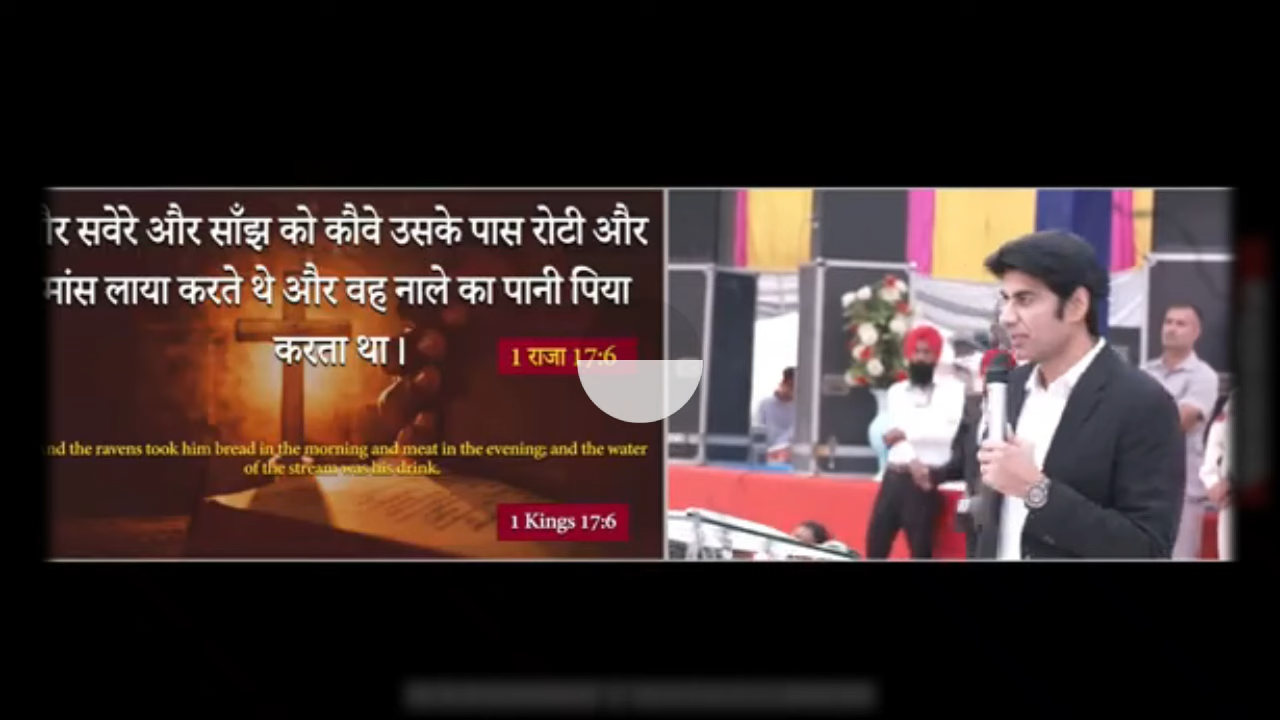 सवेरे और साँझ को कौवे उसके पास रोटी और
मांस लाया करते थे और वह नाले का पानी पिया
करता था।
1 राजा 17:6
and the ravens took him bread in the morning and meat in the evening; and the water
of the stream was his drink.
1 Kings 17:6